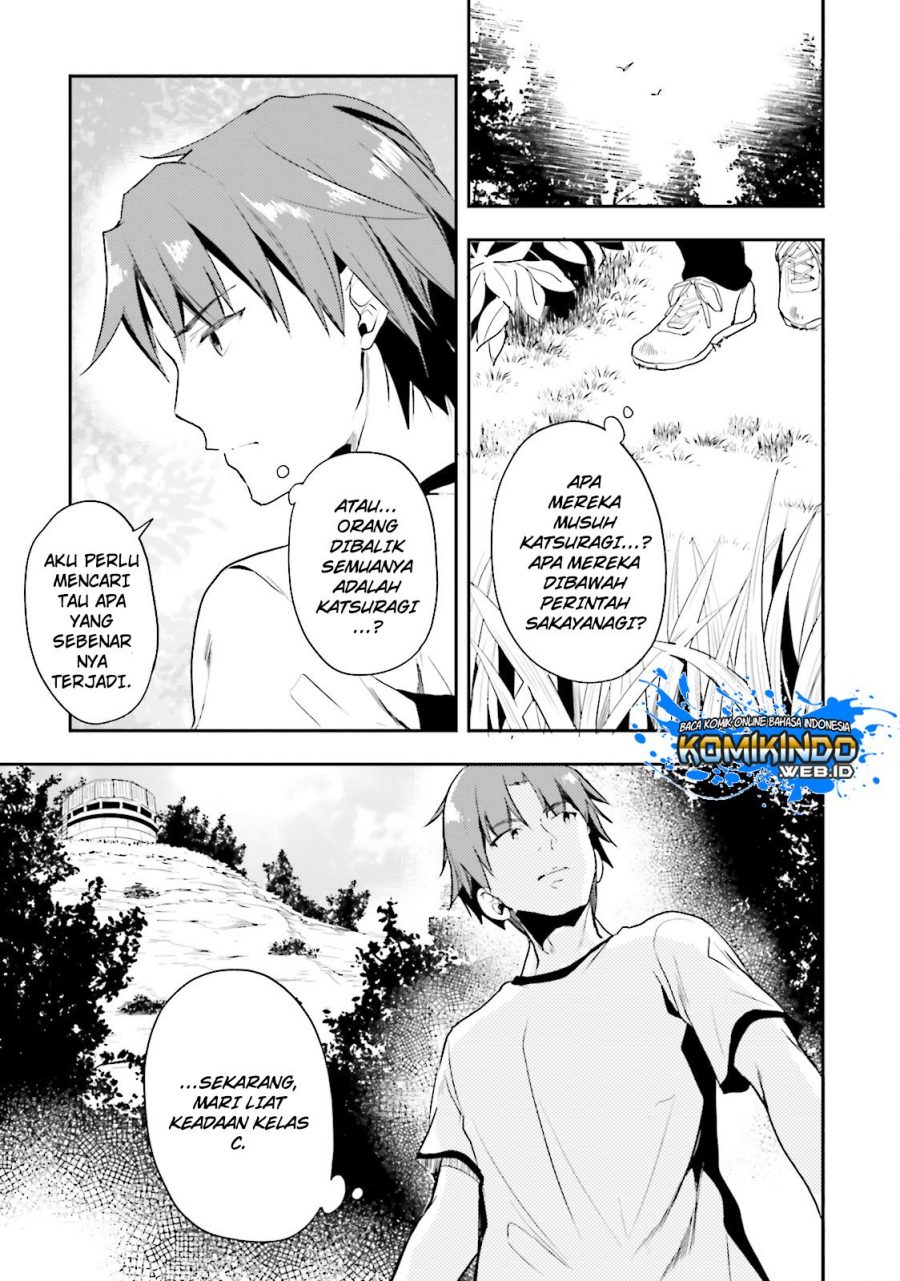 APA
MEREKA
MUSUH
KATSURAGI...?
APA MEREKA
DIBAWAH
PERINTAH
SAKAYANAGI?
ATAU...
ORANG
DIBALIK
SEMUANYA
ADALAH
KATSURAGI
...?
AKU PERLU
MENCARI
TAU APA
YANG
SEBENAR
NYA
TERJADI.
BACA KOMIK ONLINE BAHASA INDONESIA
KOMIKINDO
WEB.ID
...SEKARANG,
MARI LIAT
KEADAAN KELAS
C.